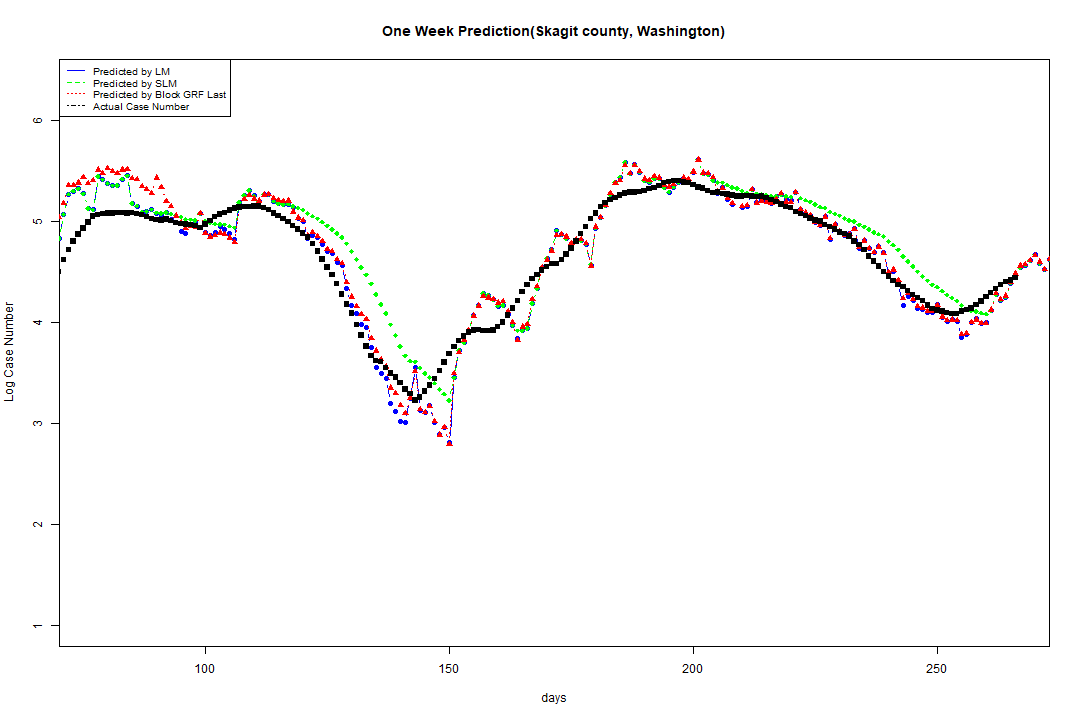 One Week Prediction(Skagit county, Washington)
Predicted by LM
Predicted by SLM
Predicted by Block GRF Last
Actual Case Number
6
5
4
3
2
1
Log Case Number
100 150 200 250
days